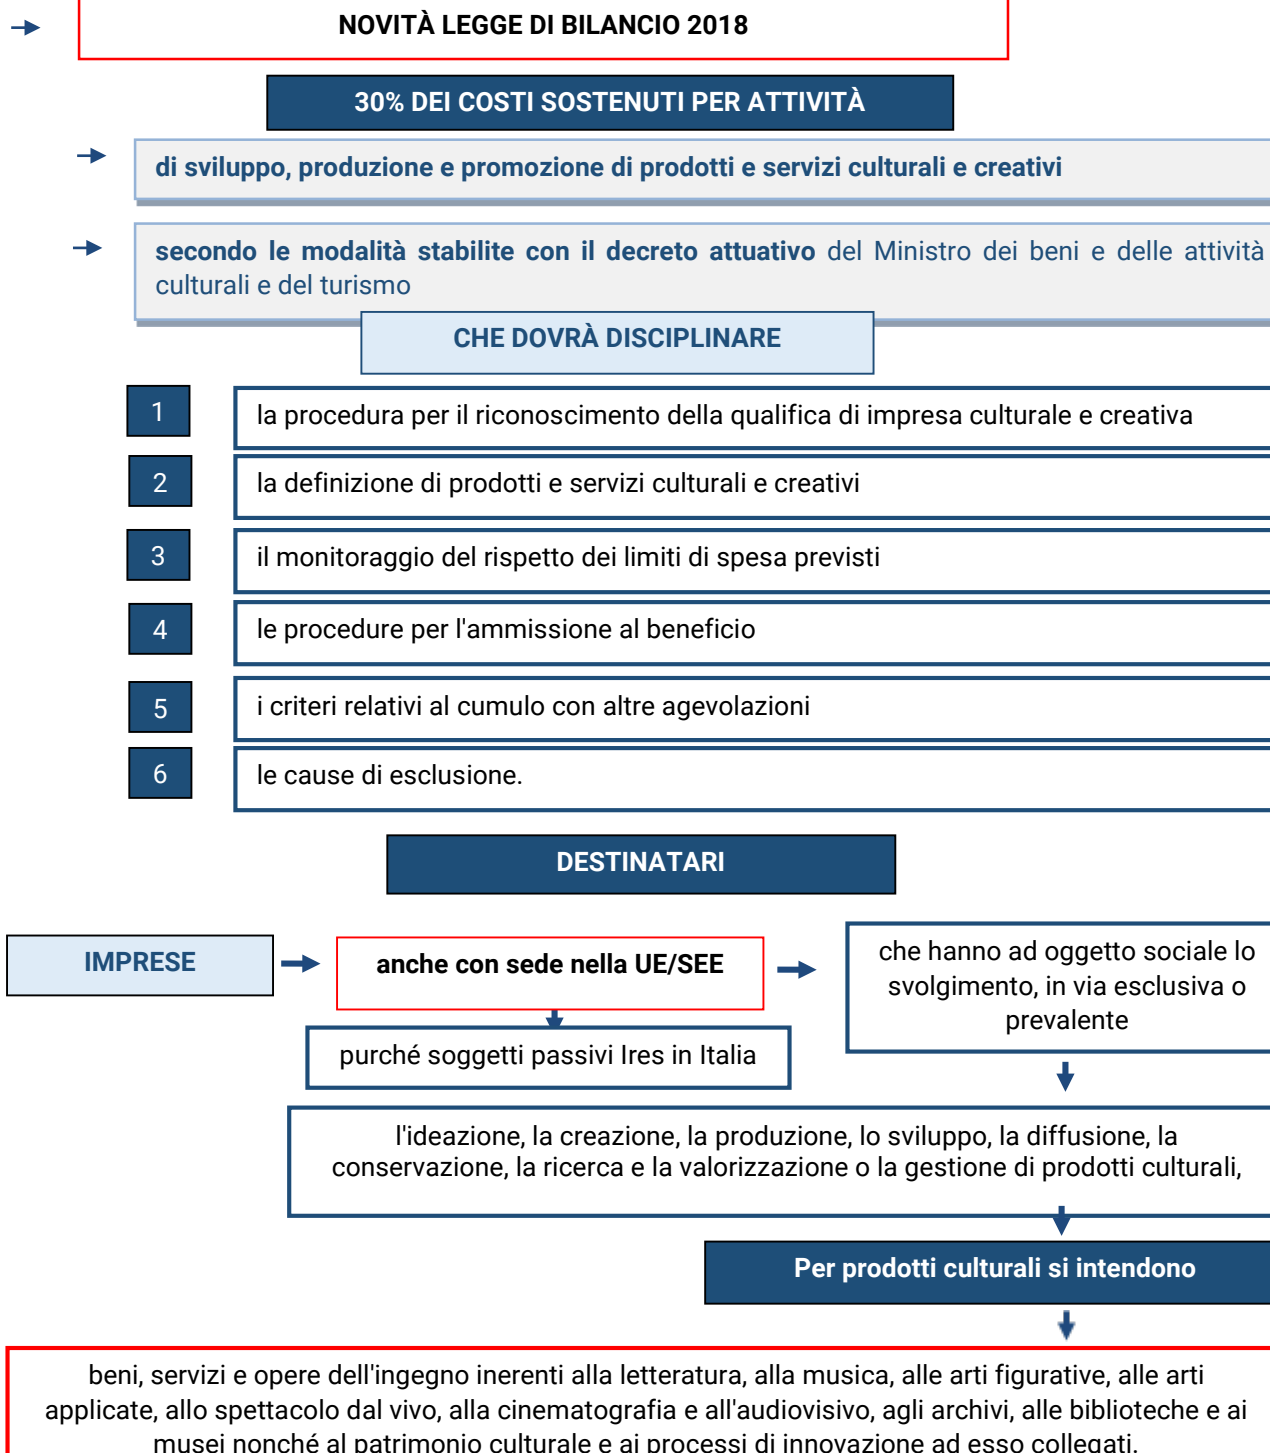 NOVITÀ LEGGE DI BILANCIO 2018
30% DEI COSTI SOSTENUTI PER ATTIVITÀ
di sviluppo, produzione e promozione di prodotti e servizi culturali e creativi
secondo le modalità stabilite con il decreto attuativo del Ministro dei beni e delle attività
culturali e del turismo
CHE DOVRÀ DISCIPLINARE
1 la procedura per il riconoscimento della qualifica di impresa culturale e creativa
2 la definizione di prodotti e servizi culturali e creativi
3 il monitoraggio del rispetto dei limiti di spesa previsti
4 le procedure per l'ammissione al beneficio
5 i criteri relativi al cumulo con altre agevolazioni
6 le cause di esclusione.
DESTINATARI
IMPRESE
anche con sede nella UE/SEE
purché soggetti passivi Ires in Italia
che hanno ad oggetto sociale lo
svolgimento, in via esclusiva o
prevalente
l'ideazione, la creazione, la produzione, lo sviluppo, la diffusione, la
conservazione, la ricerca e la valorizzazione o la gestione di prodotti culturali,
Per prodotti culturali si intendono
beni, servizi e opere dell'ingegno inerenti alla letteratura, alla musica, alle arti figurative, alle arti
applicate, allo spettacolo dal vivo, alla cinematografia e all'audiovisivo, agli archivi, alle biblioteche e ai
musei nonché al patrimonio culturale e ai processi di innovazione ad esso collegati.